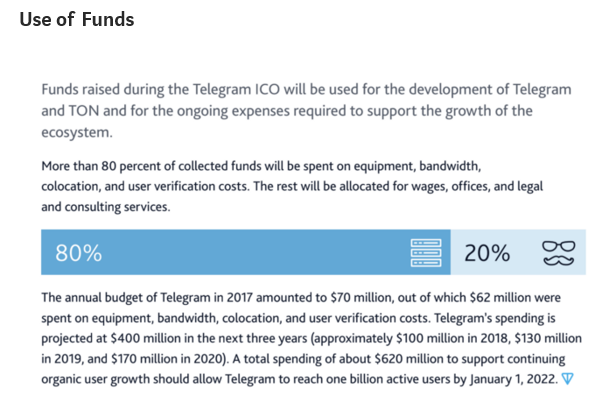 Use of Funds
Funds raised during the Telegram ICO will be used for the development of Telegram
and TON and for the ongoing expenses required to support the growth of the
ecosystem.
More than 80 percent of collected funds will be spent on equipment, bandwidth,
colocation, and user verification costs. The rest will be allocated for wages, offices, and legal
and consulting services.
80% 20%
The annual budget of Telegram in 2017 amounted to $70 million, out of which $62 million were
spent on equipment, bandwidth, colocation, and user verification costs. Telegram's spending is
projected at $400 million in the next three years (approximately $100 million in 2018, $130 million
in 2019, and $170 million in 2020). A total spending of about $620 million to support continuing
organic user growth should allow Telegram to reach one billion active users by January 1, 2022.